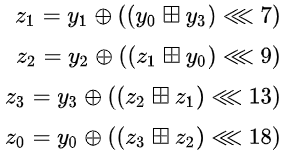 z₁ = y₁ ⊕ ((y₀ ⊞ y₃) ⋘ 7)
z₂ = y₂ ⊕ ((z₁ ⊞ y₀) ⋘ 9)
z₃ = y₃ ⊕ ((z₂ ⊞ z₁) ⋘ 13)
z₀ = y₀ ⊕ ((z₃ ⊞ z₂) ⋘ 18)